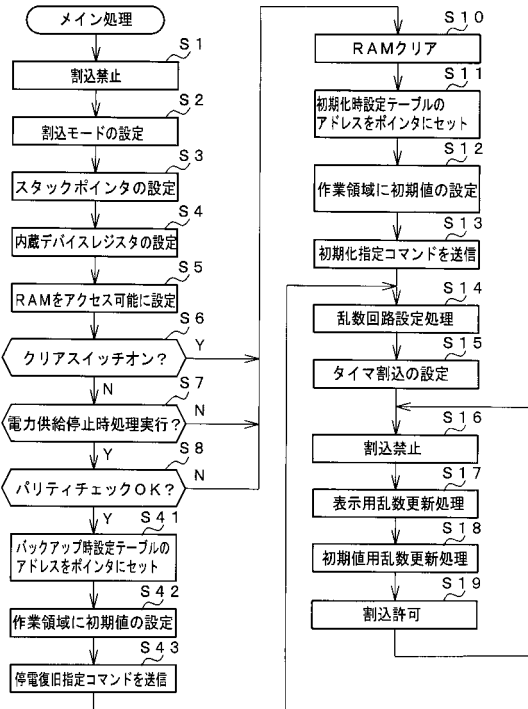 メイン処理
S1
割込禁止
S2
割込モードの設定
S3
スタックポインタの設定
S4
内蔵デバイスレジスタの設定
S5
RAMをアクセス可能に設定
S6
クリアスイッチオン?
Y
N
S7
電力供給停止時処理実行?
N
Y
S8
パリティチェックOK?
N
Y
S41
バックアップ時設定テーブルの
アドレスをポインタにセット
S42
作業領域に初期値の設定
S43
停電復旧指定コマンドを送信
S10
RAMクリア
S11
初期化時設定テーブルの
アドレスをポインタにセット
S12
作業領域に初期値の設定
S13
初期化指定コマンドを送信
S14
乱数回路設定処理
S15
タイマ割込の設定
S16
割込禁止
S17
表示用乱数更新処理
S18
初期値用乱数更新処理
S19
割込許可